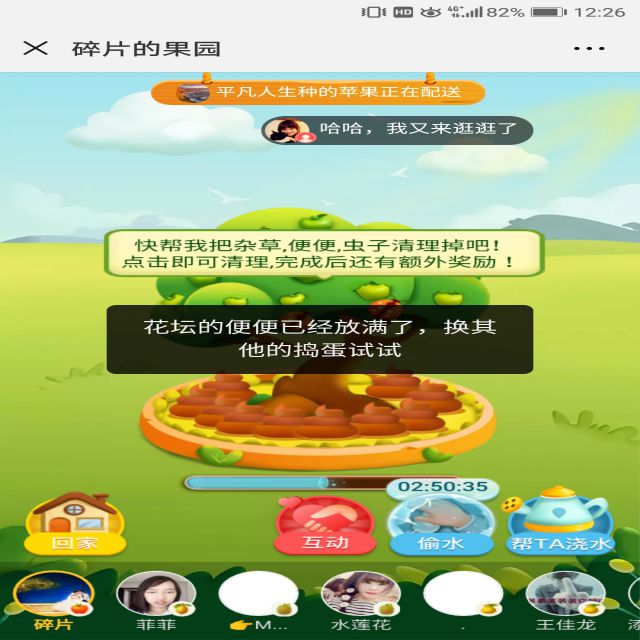 HD 4G+ 82% 12:26
碎片的果园
平凡人生种的苹果正在配送
哈哈，我又来逛逛了
快帮我把杂草,便便,虫子清理掉吧！
点击即可清理,完成后还有额外奖励！
花坛的便便已经放满了，换其
他的捣蛋试试
02:50:35
回家
互动
偷水
帮TA浇水
碎片
菲菲
👉M...
水莲花
.
王佳龙